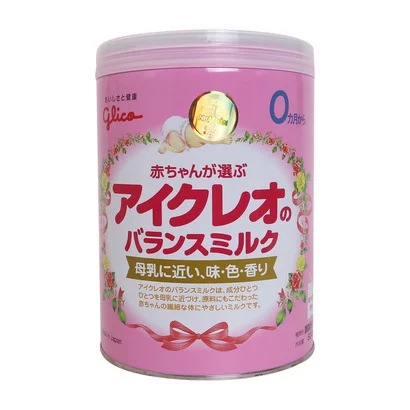 おいしさと健康
glico
0ヵ月から
赤ちゃんが選ぶ
アイクレオの
バランスミルク
母乳に近い、味・色・香り
アイクレオのバランスミルクは、成分ひとつ
ひとつを母乳に近づけ、原料にもこだわった
赤ちゃんの繊細な体にやさしいミルクです。
in Japan